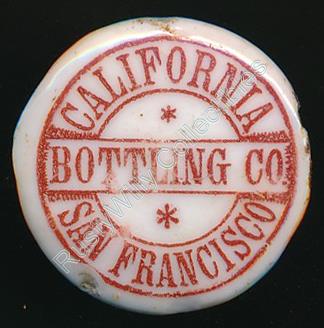 CALIFORNIA
*
BOTTLING CO.
*
SAN FRANCISCO